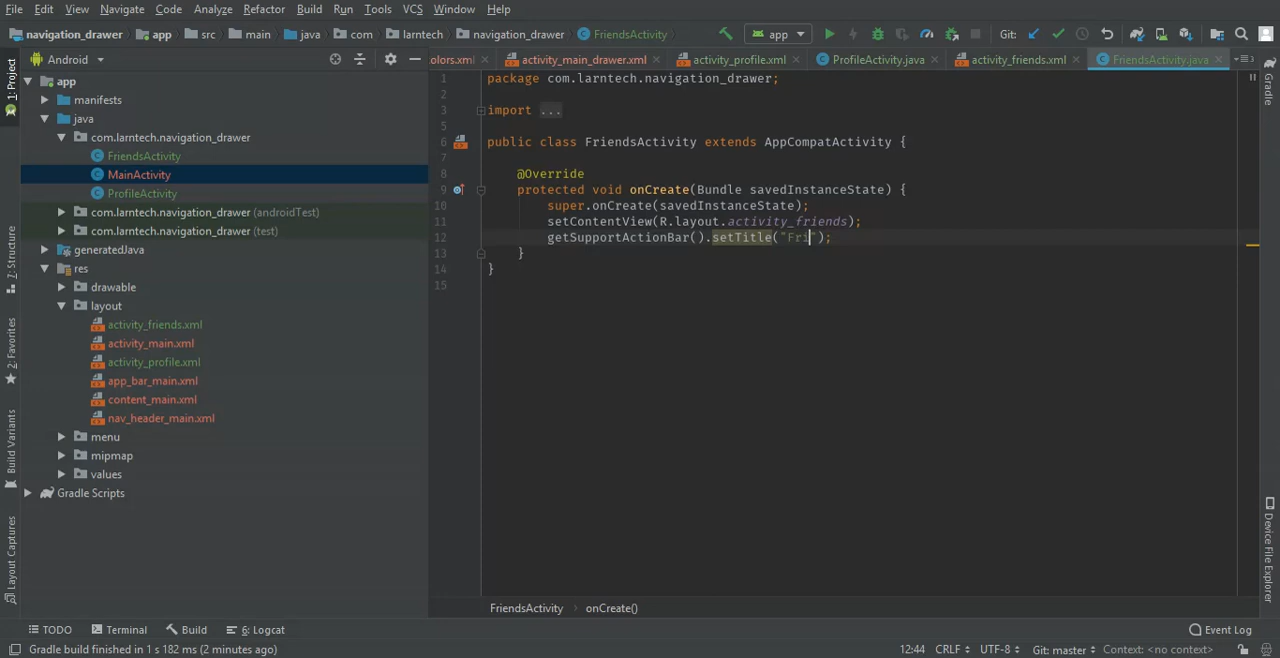 File Edit View Navigate Code Analyze Refactor Build Run Tools VCS Window Help
navigation_drawer app src main java com larntech navigation_drawer FriendsActivity app Git:
Android
olors.xml activity_main_drawer.xml activity_profile.xml ProfileActivity.java activity_friends.xml FriendsActivity.java
1: Project
Z: Structure
2: Favorites
Build Variants
Layout Captures
app
manifests
java
com.larntech.navigation_drawer
FriendsActivity
MainActivity
ProfileActivity
com.larntech.navigation_drawer (androidTest)
com.larntech.navigation_drawer (test)
generatedJava
res
drawable
layout
activity_friends.xml
activity_main.xml
activity_profile.xml
app_bar_main.xml
content_main.xml
nav_header_main.xml
menu
mipmap
values
Gradle Scripts
1 package com.larntech.navigation_drawer;
2
3 import ...
5
6 public class FriendsActivity extends AppCompatActivity {
7
8 @Override
9 protected void onCreate(Bundle savedInstanceState) {
10 super.onCreate(savedInstanceState);
11 setContentView(R.layout.activity_friends);
12 getSupportActionBar().setTitle("Fri");
13 }
14 }
15
Gradle
Device File Explorer
FriendsActivity onCreate()
TODO Terminal Build 6: Logcat Event Log
Gradle build finished in 1 s 182 ms (2 minutes ago) 12:44 CRLF UTF-8 Git: master Context: <no context>